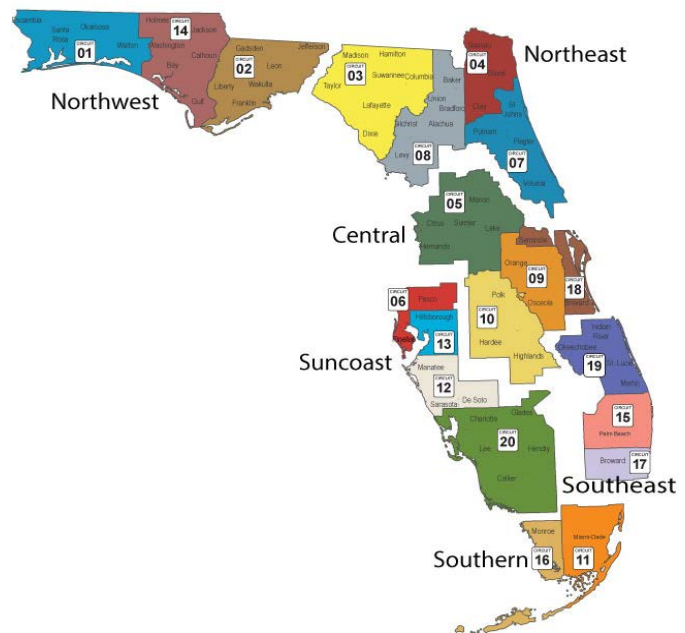 Escambia
Santa
Rosa
Okaloosa
Walton
CIRCUIT
01
Holmes
Jackson
Washington
Calhoun
Bay
Gulf
CIRCUIT
14
Gadsden
Jefferson
Leon
Liberty
Wakulla
Franklin
CIRCUIT
02
Northwest
Madison
Hamilton
Taylor
Suwannee
Columbia
Lafayette
Dixie
CIRCUIT
03
Baker
Union
Bradford
Gilchrist
Alachua
Levy
CIRCUIT
08
Nassau
Duval
Clay
CIRCUIT
04
Northeast
St
Johns
Putnam
Flagler
Volusia
CIRCUIT
07
Central
CIRCUIT
05
Marion
Citrus
Sumter
Lake
Hernando
Seminole
Orange
CIRCUIT
09
Osceola
CIRCUIT
18
Brevard
Polk
CIRCUIT
10
Hardee
Highlands
CIRCUIT
06
Pasco
Pinellas
Hillsborough
CIRCUIT
13
Suncoast
Manatee
CIRCUIT
12
Sarasota
De Soto
Charlotte
Glades
CIRCUIT
20
Lee
Hendry
Collier
Indian
River
Okeechobee
St. Lucie
CIRCUIT
19
Martin
CIRCUIT
15
Palm Beach
Broward
CIRCUIT
17
Southeast
Southern
Monroe
CIRCUIT
16
Miami-Dade
CIRCUIT
11